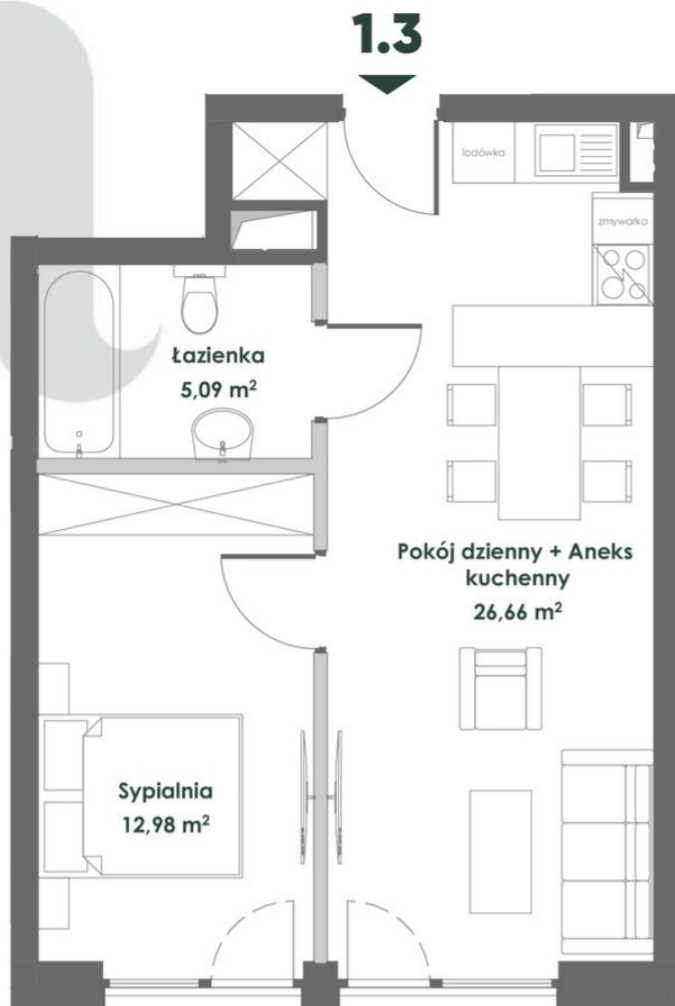 1.3
lodówka
zmywarka
Łazienka
5,09 m²
Pokój dzienny + Aneks
kuchenny
26,66 m²
Sypialnia
12,98 m²